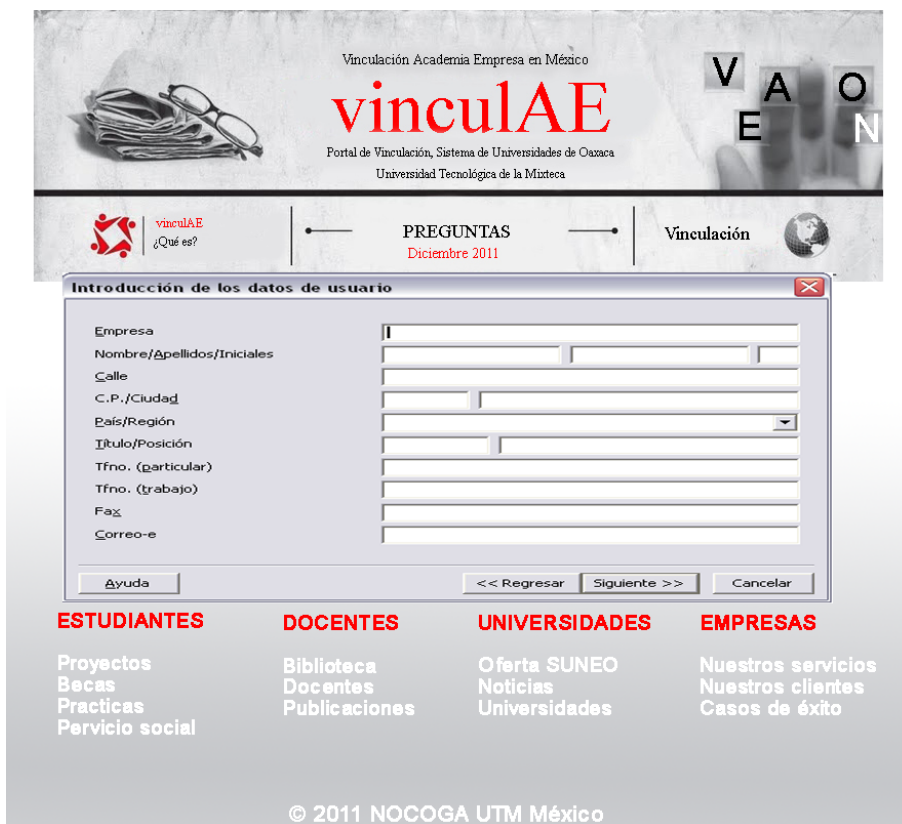 Vinculación Academia Empresa en México
vinculAE
Portal de Vinculación, Sistema de Universidades de Oaxaca
Universidad Tecnológica de la Mixteca
V
A
O
E
N
vinculAE
¿Qué es?
PREGUNTAS
Diciembre 2011
Vinculación
Introducción de los datos de usuario
Empresa
Nombre/Apellidos/Iniciales
Calle
C.P./Ciudad
País/Región
Título/Posición
Tfno. (particular)
Tfno. (trabajo)
Fax
Correo-e
Ayuda
<< Regresar
Siguiente >>
Cancelar
ESTUDIANTES
Proyectos
Becas
Practicas
Pervicio social
DOCENTES
Biblioteca
Docentes
Publicaciones
UNIVERSIDADES
Oferta SUNEO
Noticias
Universidades
EMPRESAS
Nuestros servicios
Nuestros clientes
Casos de éxito
© 2011 NOCOGA UTM México